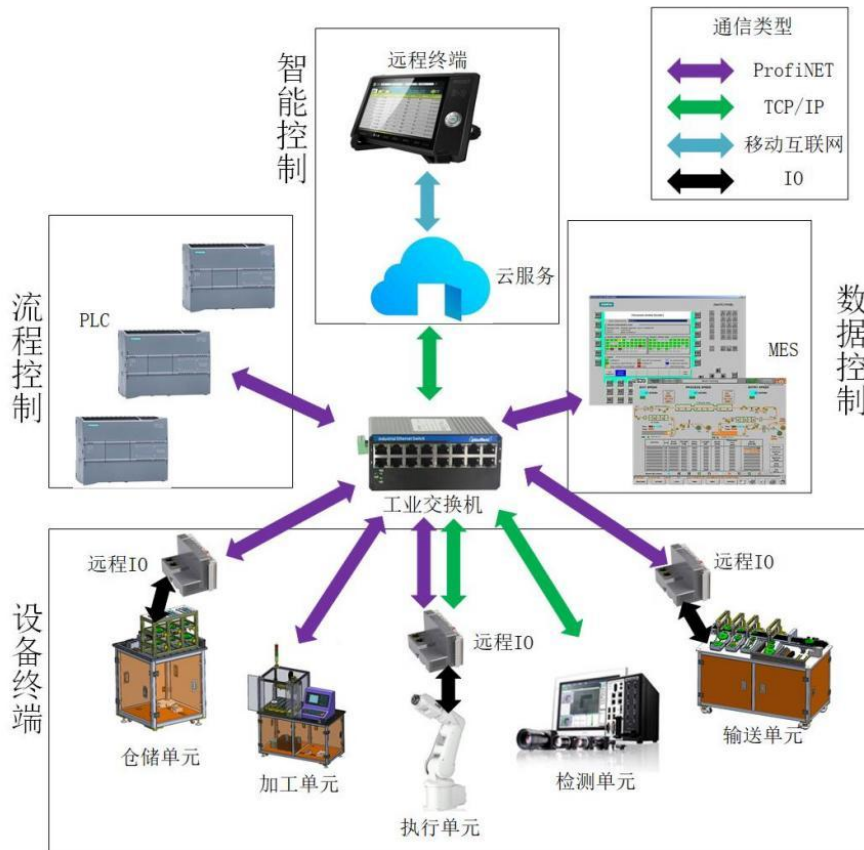 通信类型
ProfiNET
TCP/IP
移动互联网
IO
智能控制
远程终端
云服务
流程控制
PLC
数据控制
MES
工业交换机
设备终端
远程IO
远程IO
远程IO
仓储单元
加工单元
执行单元
检测单元
输送单元